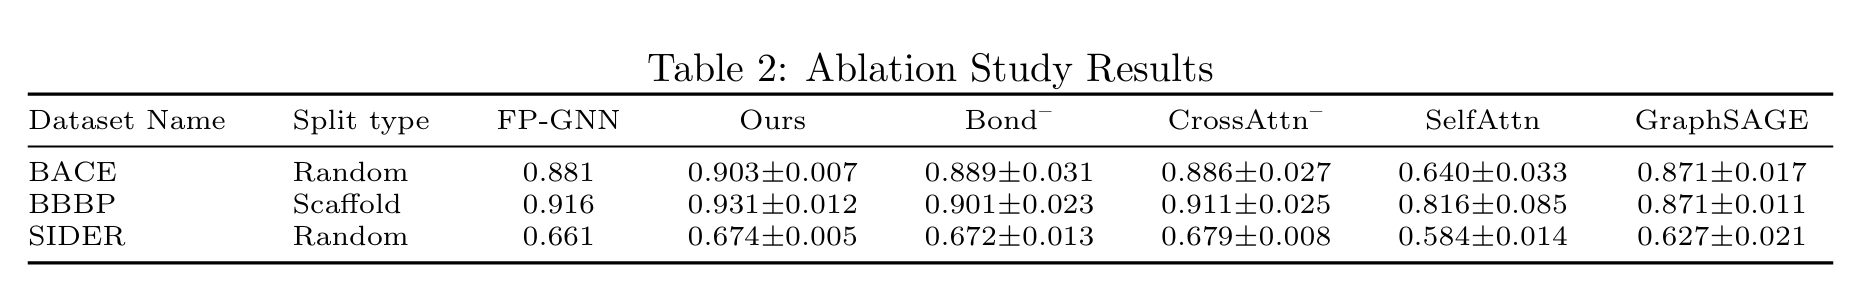 Table 2: Ablation Study Results
Dataset Name Split type FP-GNN Ours Bond⁻ CrossAttn⁻ SelfAttn GraphSAGE
BACE Random 0.881 0.903±0.007 0.889±0.031 0.886±0.027 0.640±0.033 0.871±0.017
BBBP Scaffold 0.916 0.931±0.012 0.901±0.023 0.911±0.025 0.816±0.085 0.871±0.011
SIDER Random 0.661 0.674±0.005 0.672±0.013 0.679±0.008 0.584±0.014 0.627±0.021